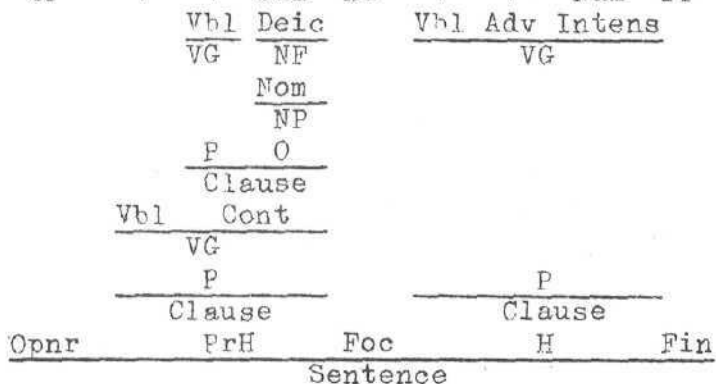 Vbl Deic Vbl Adv Intens
VG NF VG
Nom
NP
P O
Clause
Vbl Cont
VG
P P
Clause Clause
Opnr PrH Foc H Fin
Sentence